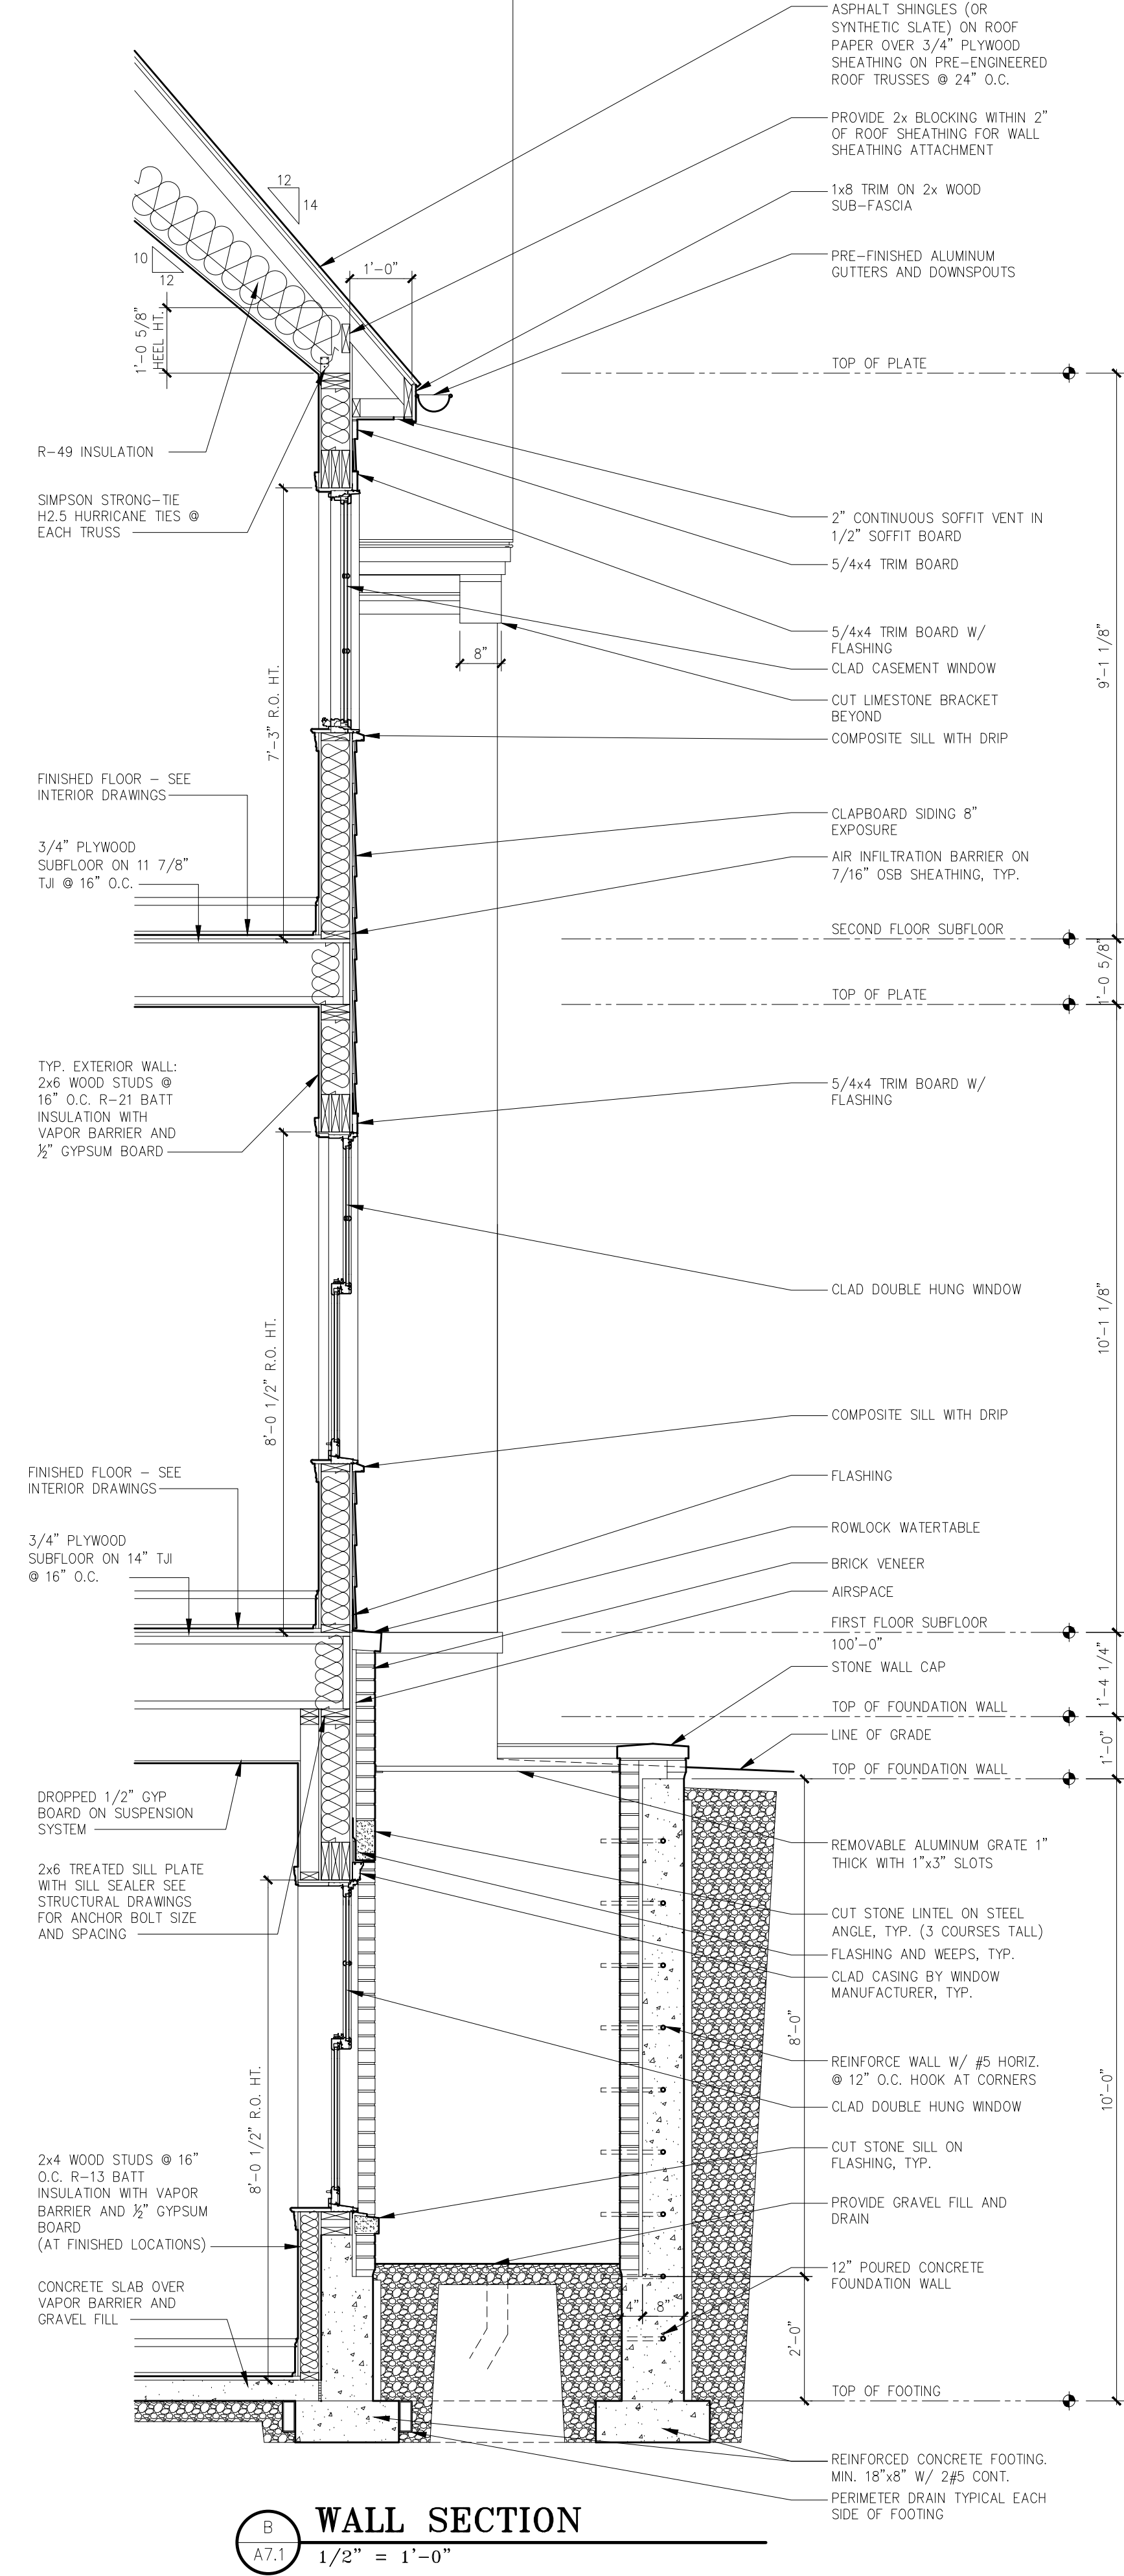 ASPHALT SHINGLES (OR
SYNTHETIC SLATE) ON ROOF
PAPER OVER 3/4" PLYWOOD
SHEATHING ON PRE-ENGINEERED
ROOF TRUSSES @ 24" O.C.
PROVIDE 2x BLOCKING WITHIN 2"
OF ROOF SHEATHING FOR WALL
SHEATHING ATTACHMENT
12
14
1x8 TRIM ON 2x WOOD
SUB-FASCIA
10
12
1'-0"
PRE-FINISHED ALUMINUM
GUTTERS AND DOWNSPOUTS
1'-0 5/8"
HEEL HT.
TOP OF PLATE
R-49 INSULATION
SIMPSON STRONG-TIE
H2.5 HURRICANE TIES @
EACH TRUSS
2" CONTINUOUS SOFFIT VENT IN
1/2" SOFFIT BOARD
5/4x4 TRIM BOARD
5/4x4 TRIM BOARD W/
FLASHING
8"
CLAD CASEMENT WINDOW
9'-1 1/8"
CUT LIMESTONE BRACKET
BEYOND
7'-3" R.O. HT.
COMPOSITE SILL WITH DRIP
FINISHED FLOOR - SEE
INTERIOR DRAWINGS
CLAPBOARD SIDING 8"
EXPOSURE
3/4" PLYWOOD
SUBFLOOR ON 11 7/8"
TJI @ 16" O.C.
AIR INFILTRATION BARRIER ON
7/16" OSB SHEATHING, TYP.
SECOND FLOOR SUBFLOOR
1'-0 5/8"
TOP OF PLATE
TYP. EXTERIOR WALL:
2x6 WOOD STUDS @
16" O.C. R-21 BATT
INSULATION WITH
VAPOR BARRIER AND
½" GYPSUM BOARD
5/4x4 TRIM BOARD W/
FLASHING
CLAD DOUBLE HUNG WINDOW
10'-1 1/8"
8'-0 1/2" R.O. HT.
COMPOSITE SILL WITH DRIP
FINISHED FLOOR - SEE
INTERIOR DRAWINGS
FLASHING
ROWLOCK WATERTABLE
3/4" PLYWOOD
SUBFLOOR ON 14" TJI
@ 16" O.C.
BRICK VENEER
AIRSPACE
FIRST FLOOR SUBFLOOR
100'-0"
STONE WALL CAP
1'-4 1/4"
TOP OF FOUNDATION WALL
LINE OF GRADE
1'-0"
TOP OF FOUNDATION WALL
DROPPED 1/2" GYP
BOARD ON SUSPENSION
SYSTEM
REMOVABLE ALUMINUM GRATE 1"
THICK WITH 1"x3" SLOTS
2x6 TREATED SILL PLATE
WITH SILL SEALER SEE
STRUCTURAL DRAWINGS
FOR ANCHOR BOLT SIZE
AND SPACING
CUT STONE LINTEL ON STEEL
ANGLE, TYP. (3 COURSES TALL)
FLASHING AND WEEPS, TYP.
CLAD CASING BY WINDOW
MANUFACTURER, TYP.
8'-0"
REINFORCE WALL W/ #5 HORIZ.
@ 12" O.C. HOOK AT CORNERS
CLAD DOUBLE HUNG WINDOW
10'-0"
8'-0 1/2" R.O. HT.
CUT STONE SILL ON
FLASHING, TYP.
2x4 WOOD STUDS @ 16"
O.C. R-13 BATT
INSULATION WITH VAPOR
BARRIER AND ½" GYPSUM
BOARD
(AT FINISHED LOCATIONS)
PROVIDE GRAVEL FILL AND
DRAIN
12" POURED CONCRETE
FOUNDATION WALL
CONCRETE SLAB OVER
VAPOR BARRIER AND
GRAVEL FILL
4"
8"
2'-0"
TOP OF FOOTING
REINFORCED CONCRETE FOOTING.
MIN. 18"x8" W/ 2#5 CONT.
PERIMETER DRAIN TYPICAL EACH
SIDE OF FOOTING
B
A7.1
WALL SECTION
1/2" = 1'-0"